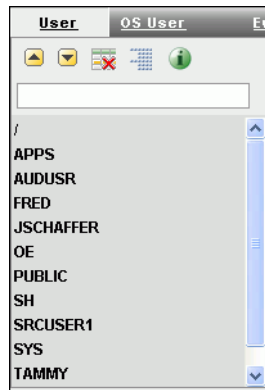 User OS User
/
APPS
AUDUSR
FRED
JSCHAFFER
OE
PUBLIC
SH
SRCUSER1
SYS
TAMMY